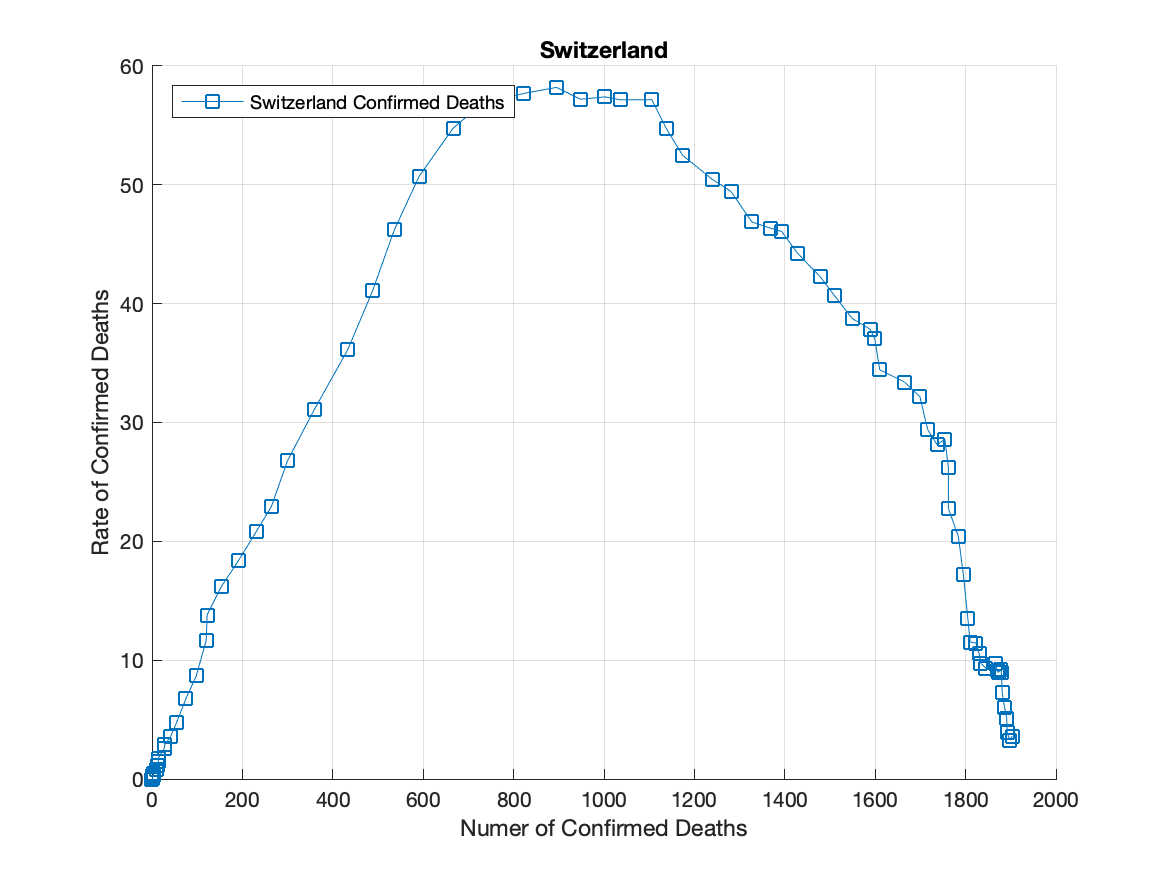 Switzerland
Switzerland Confirmed Deaths
60
50
40
30
20
10
0
Rate of Confirmed Deaths
0 200 400 600 800 1000 1200 1400 1600 1800 2000
Numer of Confirmed Deaths